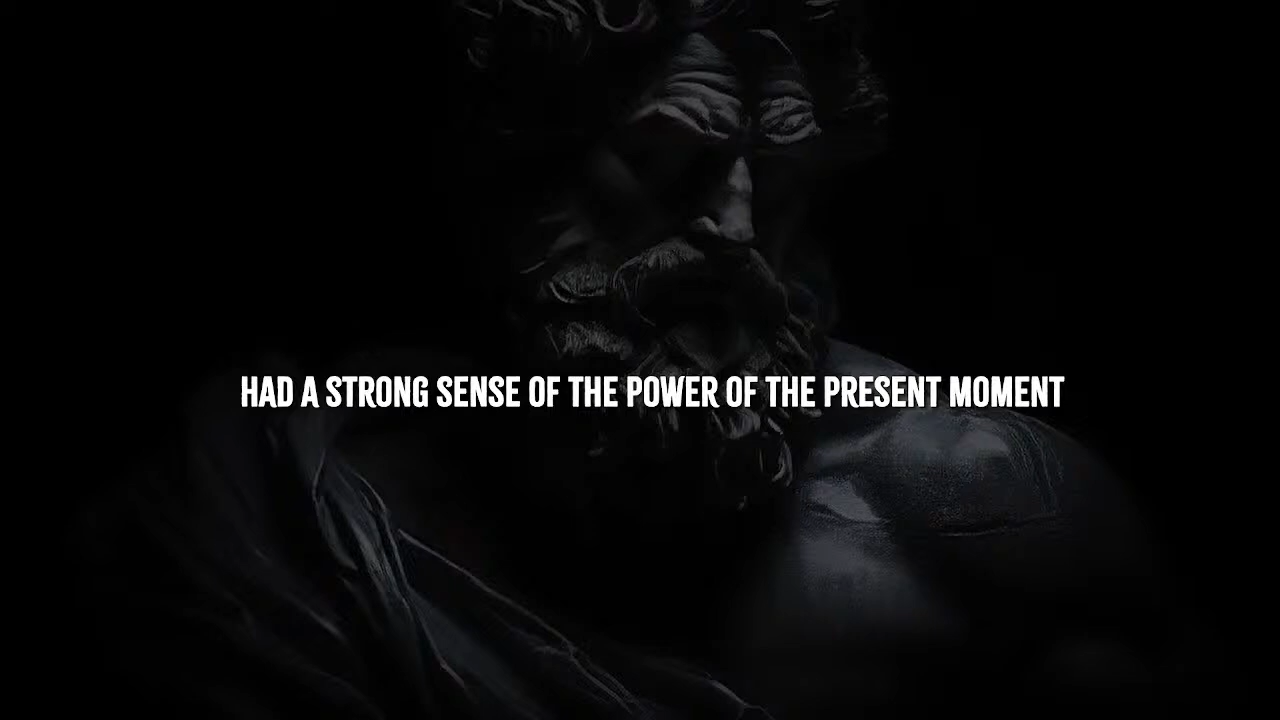 HAD A STRONG SENSE OF THE POWER OF THE PRESENT MOMENT